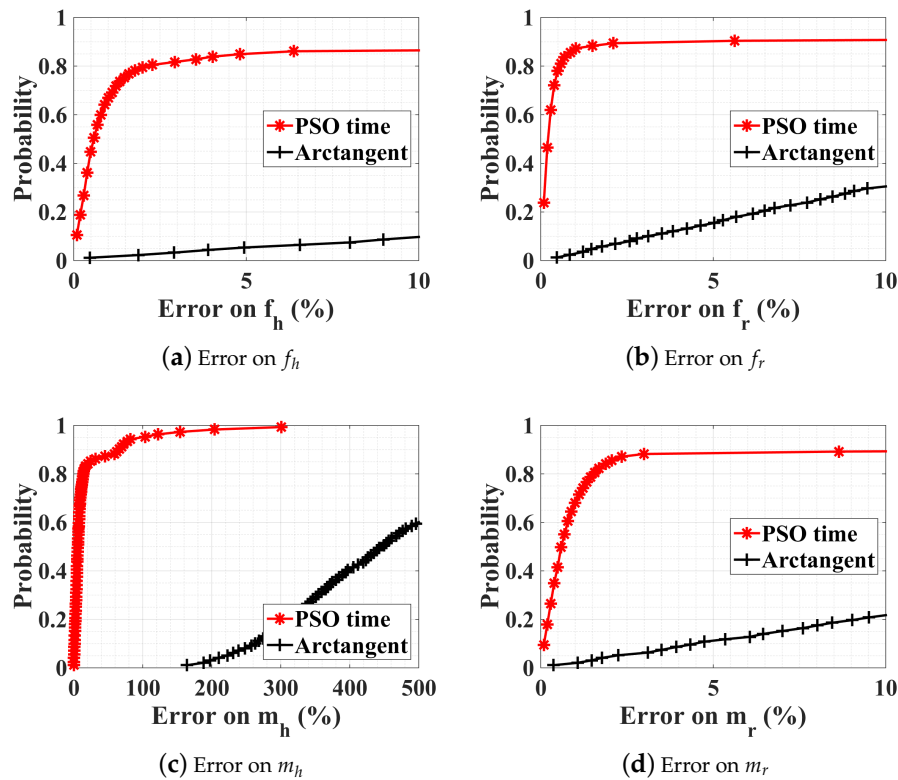 1
0.8
0.6
0.4
0.2
0
Probability
PSO time
Arctangent
0 5 10
Error on f_h (%)
(a) Error on f_h
1
0.8
0.6
0.4
0.2
0
Probability
PSO time
Arctangent
0 5 10
Error on f_r (%)
(b) Error on f_r
1
0.8
0.6
0.4
0.2
0
Probability
PSO time
Arctangent
0 100 200 300 400 500
Error on m_h (%)
(c) Error on m_h
1
0.8
0.6
0.4
0.2
0
Probability
PSO time
Arctangent
0 5 10
Error on m_r (%)
(d) Error on m_r